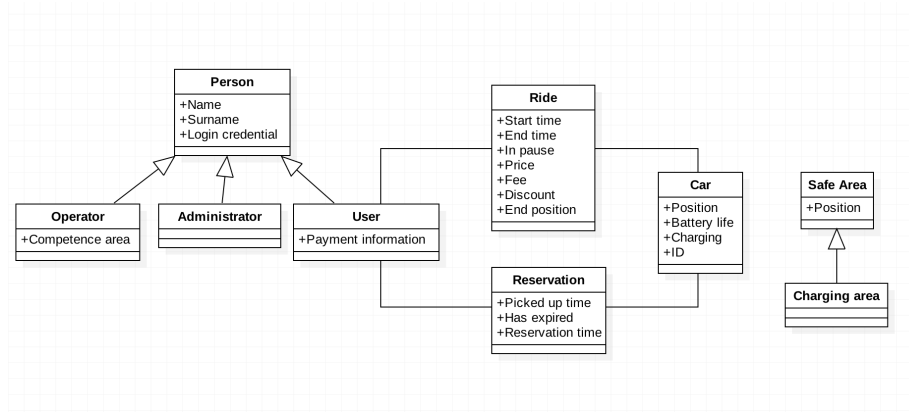 Person
+Name
+Surname
+Login credential
Operator
+Competence area
Administrator
User
+Payment information
Ride
+Start time
+End time
+In pause
+Price
+Fee
+Discount
+End position
Reservation
+Picked up time
+Has expired
+Reservation time
Car
+Position
+Battery life
+Charging
+ID
Safe Area
+Position
Charging area